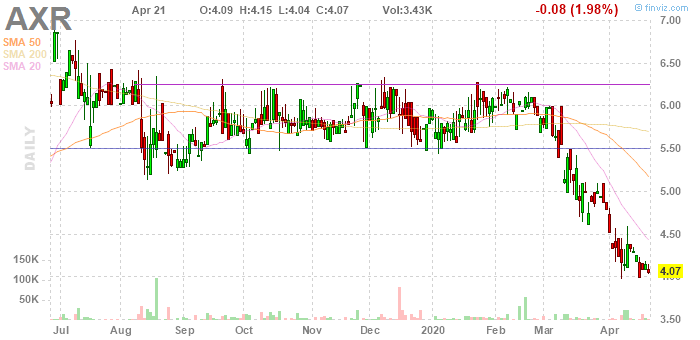 AXR
Apr 21 O:4.09 H:4.15 L:4.04 C:4.07 Vol:3.43K -0.08 (1.98%)
© finviz.com
SMA 50
SMA 200
SMA 20
DAILY
7.00
6.50
6.00
5.50
5.00
4.50
4.07
4.00
3.50
150K
100K
50K
Jul Aug Sep Oct Nov Dec 2020 Feb Mar Apr